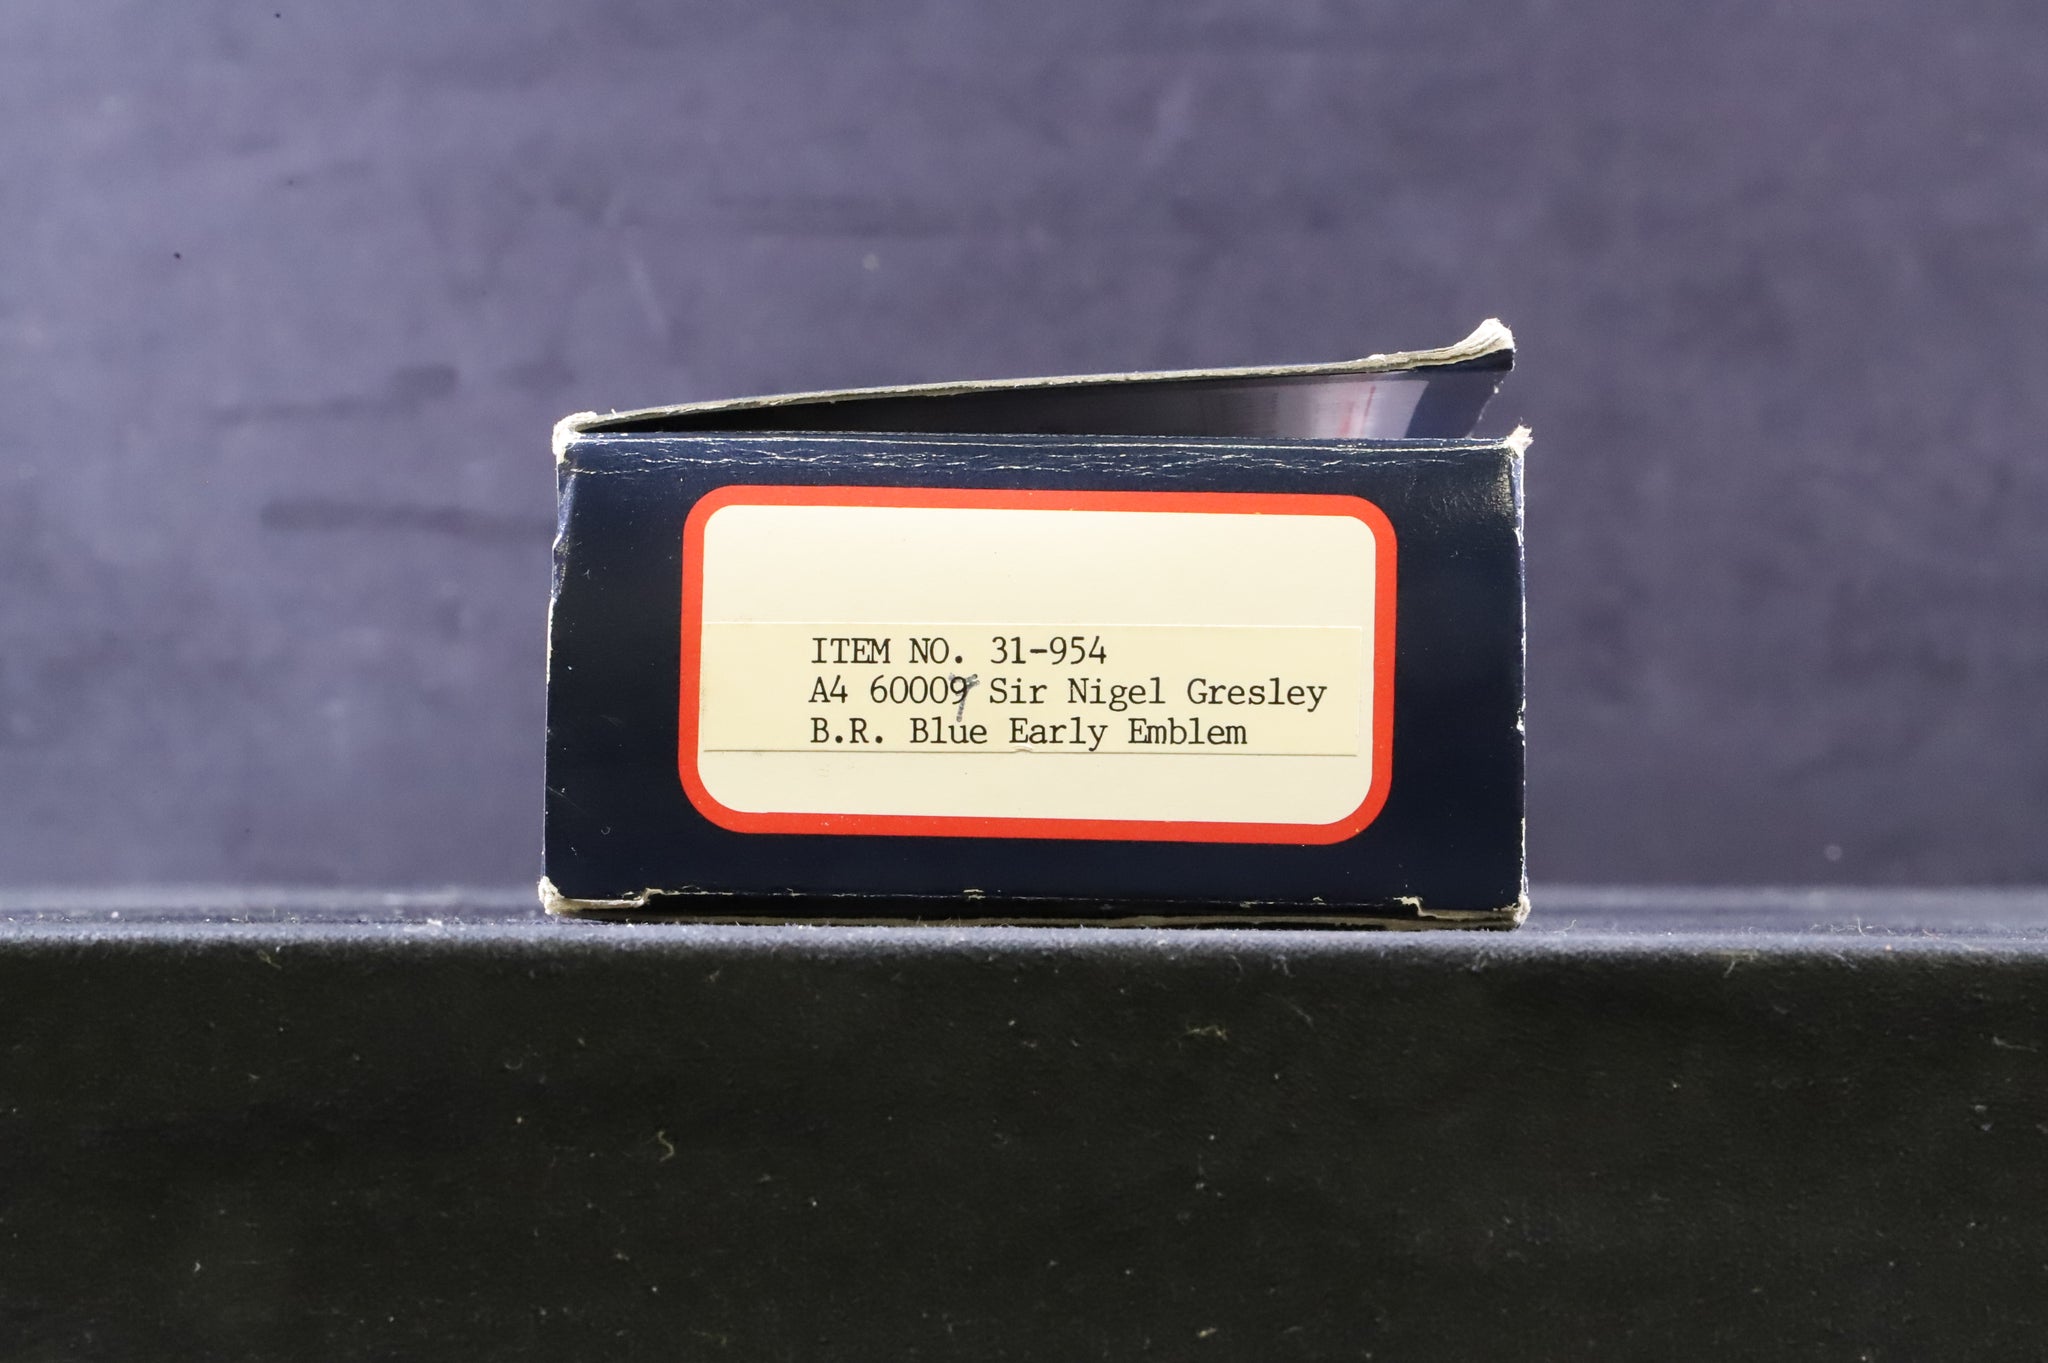 ITEM NO. 31-954
A4 60009 Sir Nigel Gresley
B.R. Blue Early Emblem